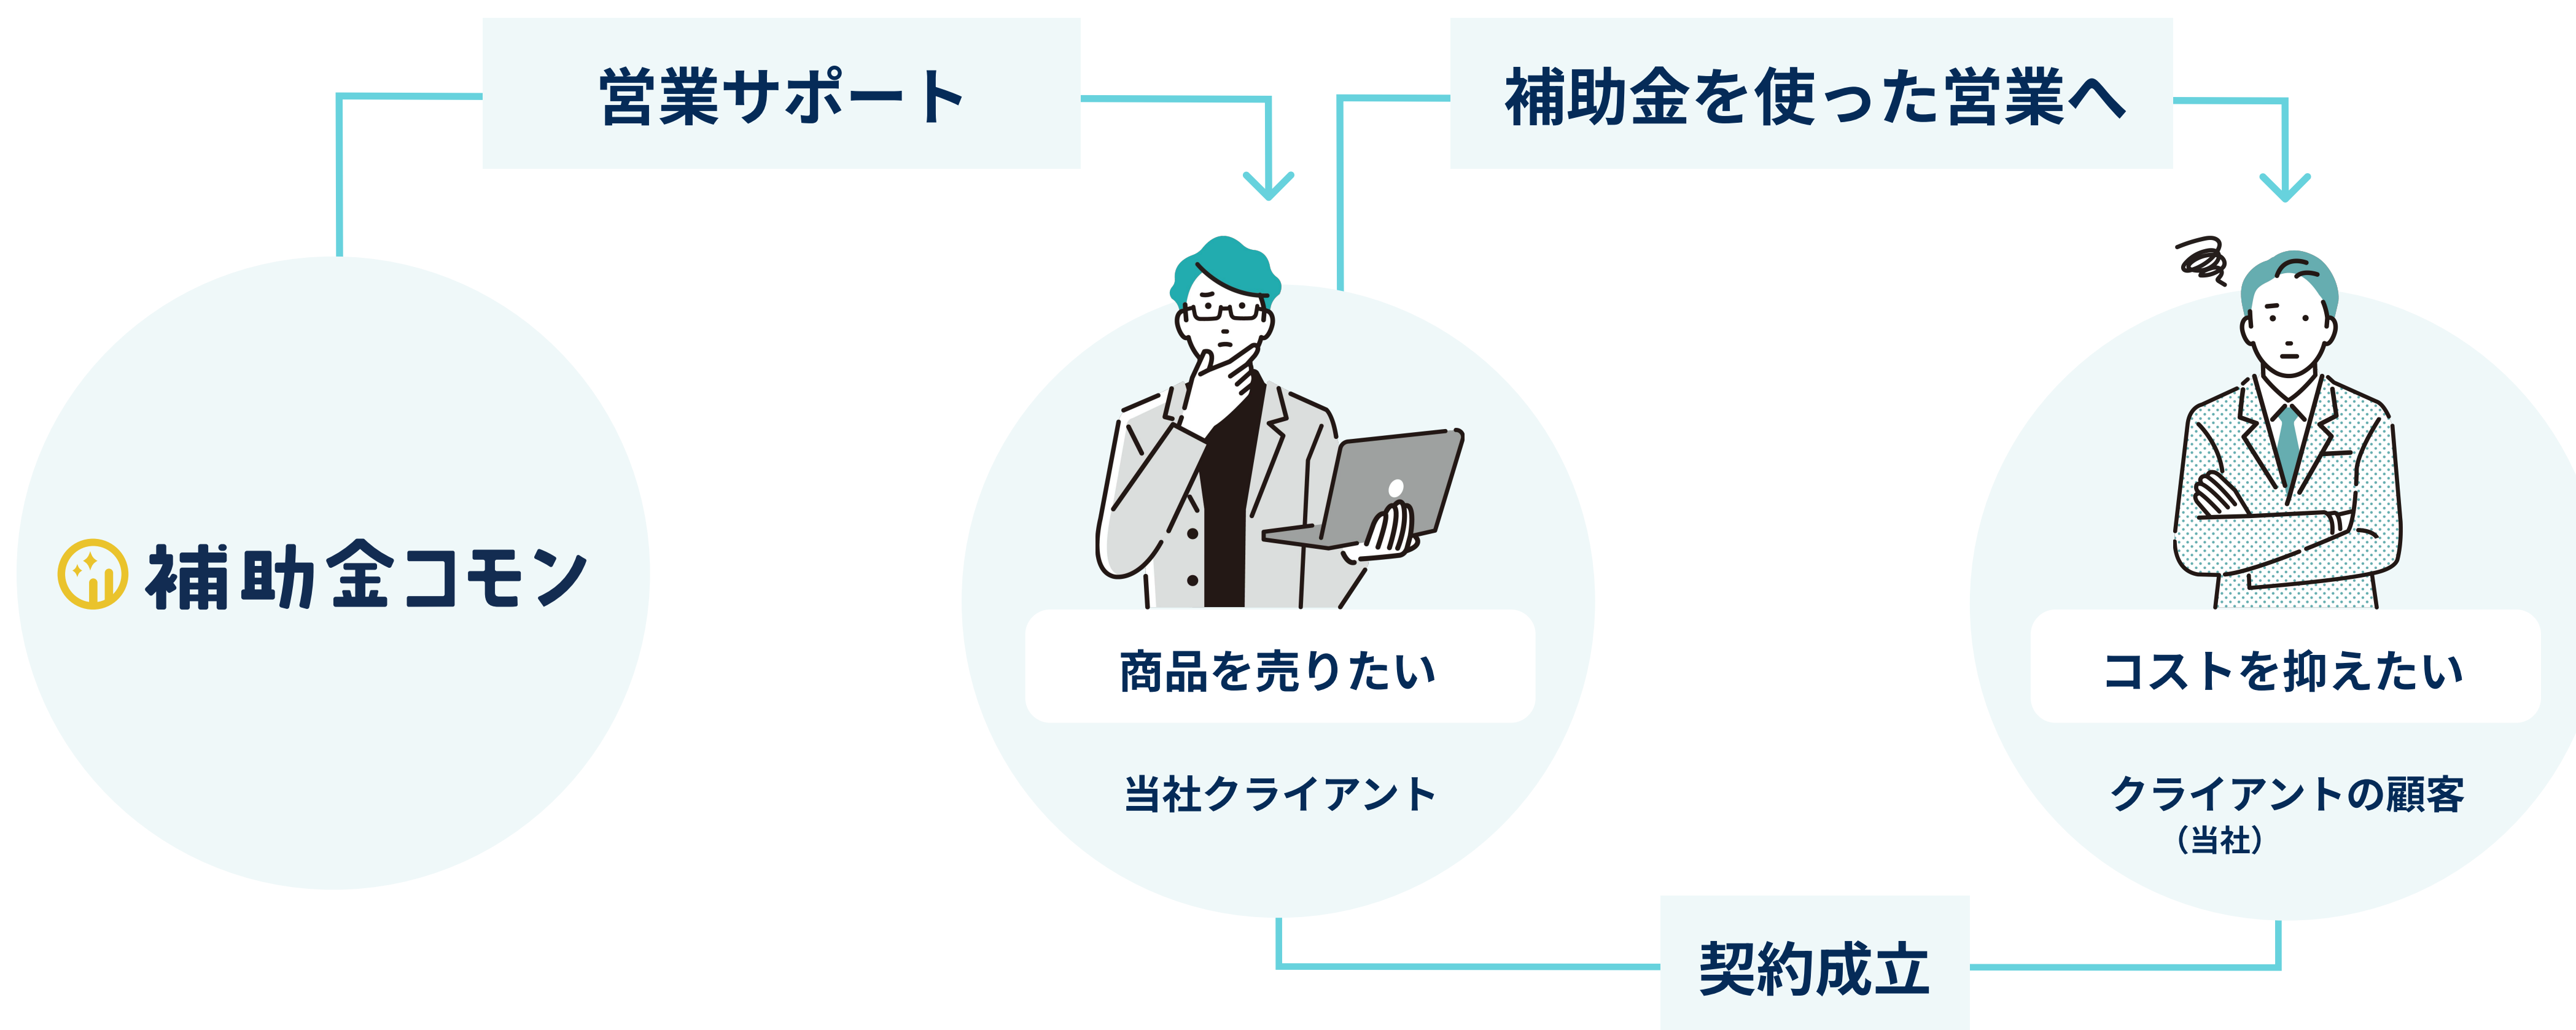 営業サポート
補助金を使った営業へ
補助金コモン
商品を売りたい
当社クライアント
コストを抑えたい
クライアントの顧客
（当社）
契約成立